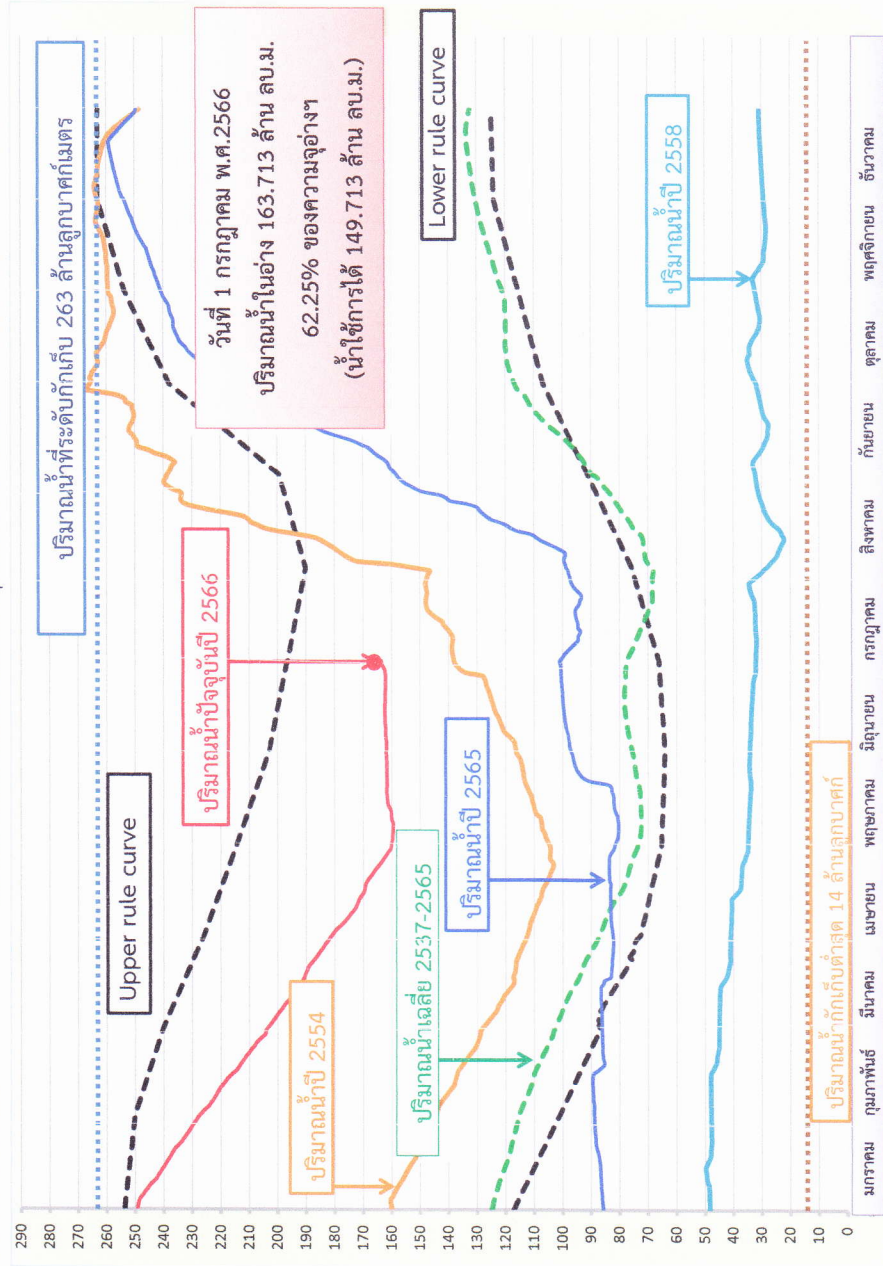 ปริมาณน้ำที่ระดับกักเก็บ 263 ล้านลูกบาศก์เมตร
Upper rule curve
ปริมาณน้ำปัจจุบันปี 2566
วันที่ 1 กรกฎาคม พ.ศ.2566
ปริมาณน้ำในอ่าง 163.713 ล้าน ลบ.ม.
62.25% ของความจุอ่างฯ
(น้ำใช้การได้ 149.713 ล้าน ลบ.ม.)
ปริมาณน้ำปี 2554
ปริมาณน้ำเฉลี่ย 2537-2565
ปริมาณน้ำปี 2565
Lower rule curve
ปริมาณน้ำปี 2558
ปริมาณน้ำกักเก็บต่ำสุด 14 ล้านลูกบาศก์
290
280
270
260
250
240
230
220
210
200
190
180
170
160
150
140
130
120
110
100
90
80
70
60
50
40
30
20
10
0
มกราคม กุมภาพันธ์ มีนาคม เมษายน พฤษภาคม มิถุนายน กรกฎาคม สิงหาคม กันยายน ตุลาคม พฤศจิกายน ธันวาคม